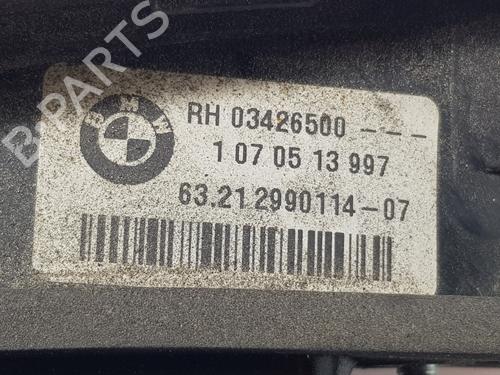 B-PARTS
BMW
RH 03426500 ---
1 07 05 13 997
63.21 2990114-07